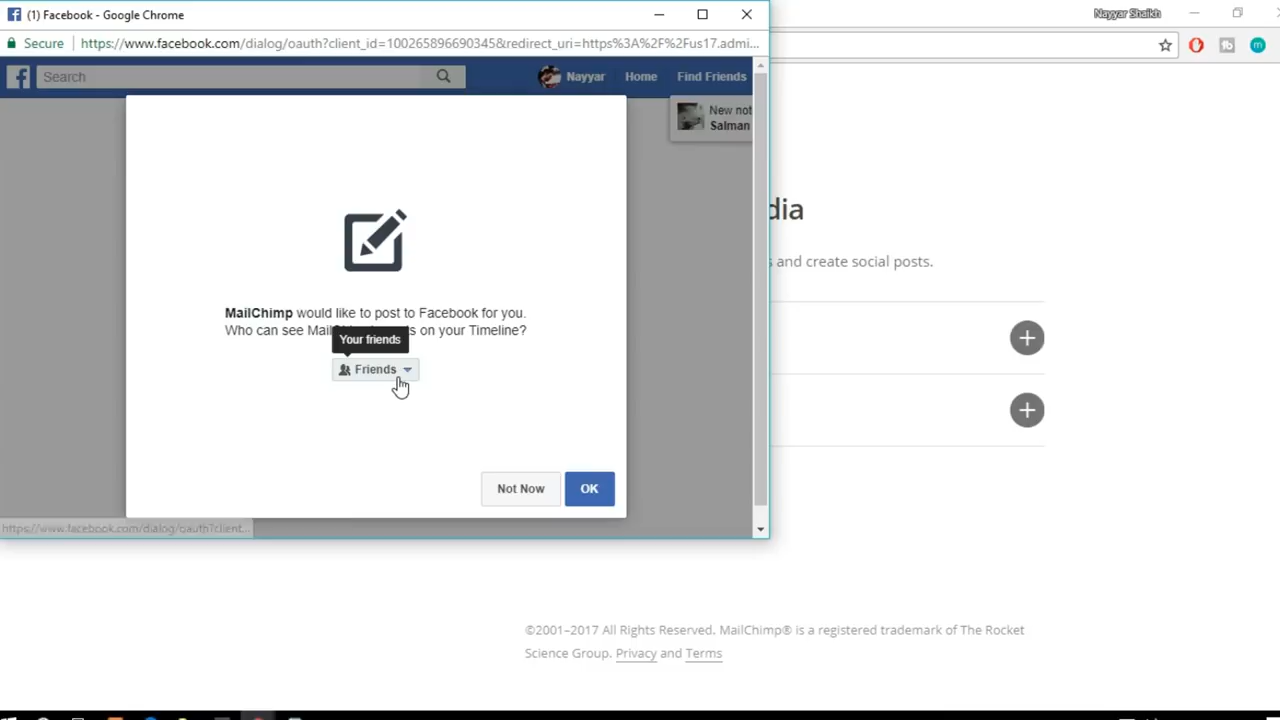 (1) Facebook - Google Chrome
Nayyar Shaikh
Secure
https://www.facebook.com/dialog/oauth?client_id=100265896690345&redirect_uri=https%3A%2F%2Fus17.admi...
Search
Nayyar
Home
Find Friends
New not
Salman
MailChimp would like to post to Facebook for you.
Who can see Mail s on your Timeline?
Your friends
Friends
Not Now
OK
https://www.facebook.com/dialog/oauth?client...
dia
s and create social posts.
©2001–2017 All Rights Reserved. MailChimp® is a registered trademark of The Rocket
Science Group. Privacy and Terms